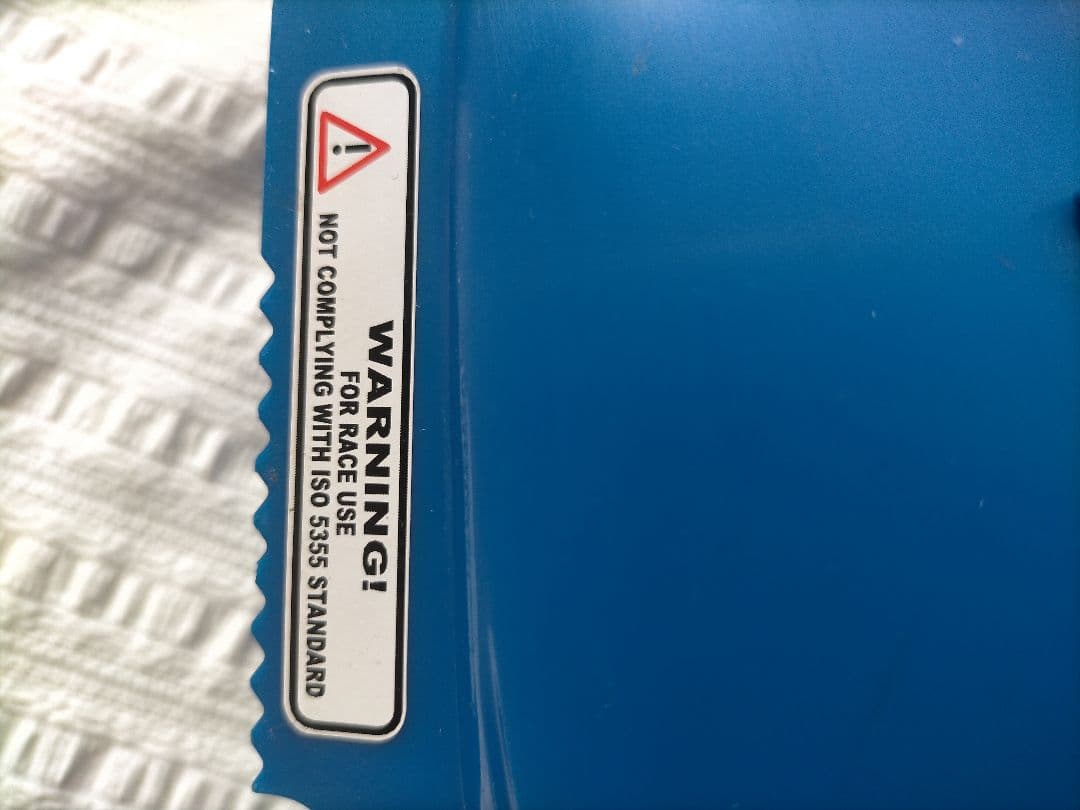 WARNING!
FOR RACE USE
NOT COMPLYING WITH ISO 5355 STANDARD